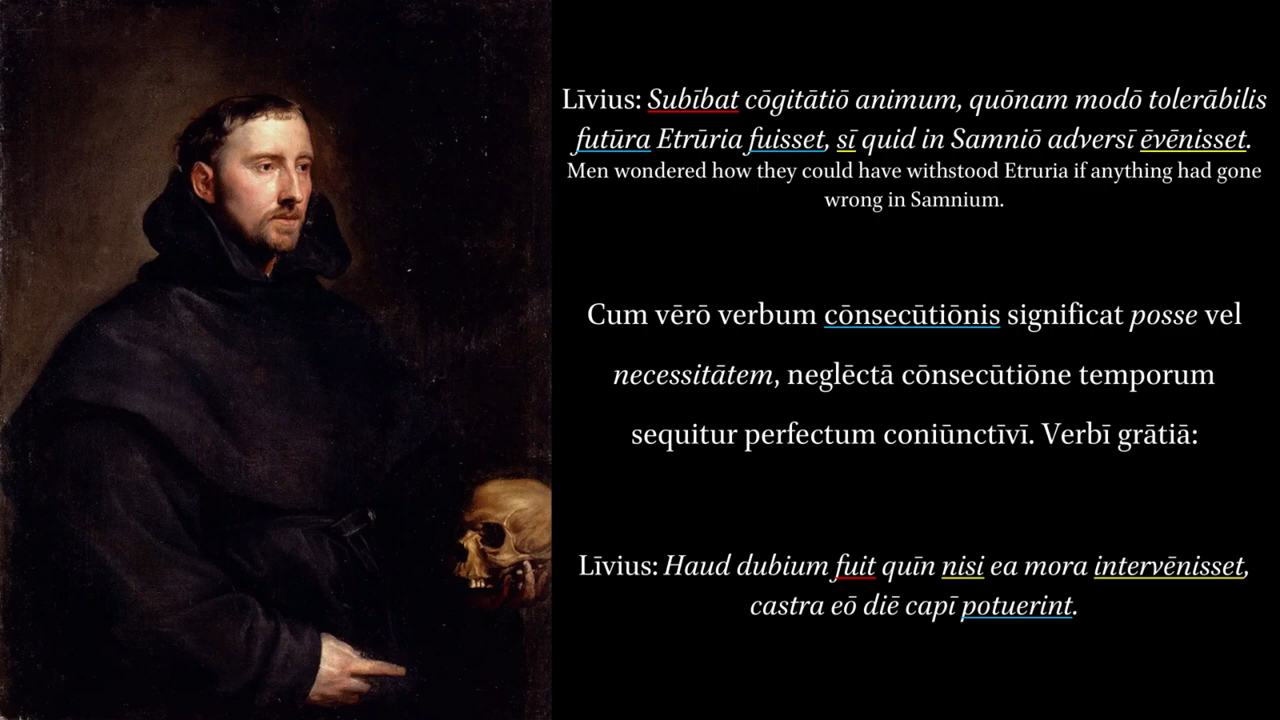 Līvius: Subības cōgitātiō animum, quōnam modō tolerābilis
futūra Etrūria fuisset, sī quid in Samniō adversī ēvēnisset.
Men wondered how they could have withstood Etruria if anything had gone
wrong in Samnium.
Cum vērō verbum cōnsecūtiōnis significat posse vel
necessitātem, neglēctā cōnsecūtiōne temporum
sequitur perfectum coniūnctīvī. Verbī grātiā:
Līvius: Haud dubium fuit quīn nisi ea mora intervēnisset,
castra eō diē capī potuerint.